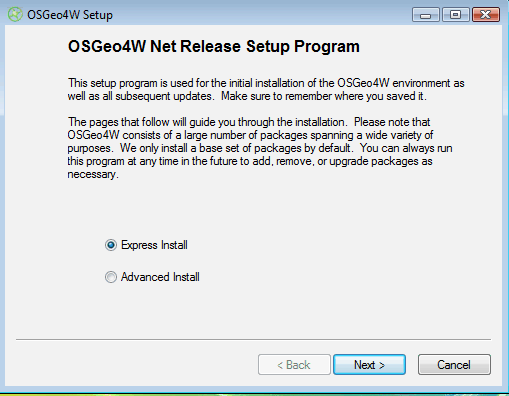 OSGeo4W Setup
OSGeo4W Net Release Setup Program
This setup program is used for the initial installation of the OSGeo4W environment as
well as all subsequent updates.  Make sure to remember where you saved it.
The pages that follow will guide you through the installation.  Please note that
OSGeo4W consists of a large number of packages spanning a wide variety of
purposes.  We only install a base set of packages by default.  You can always run
this program at any time in the future to add, remove, or upgrade packages as
necessary.
Express Install
Advanced Install
< Back
Next >
Cancel